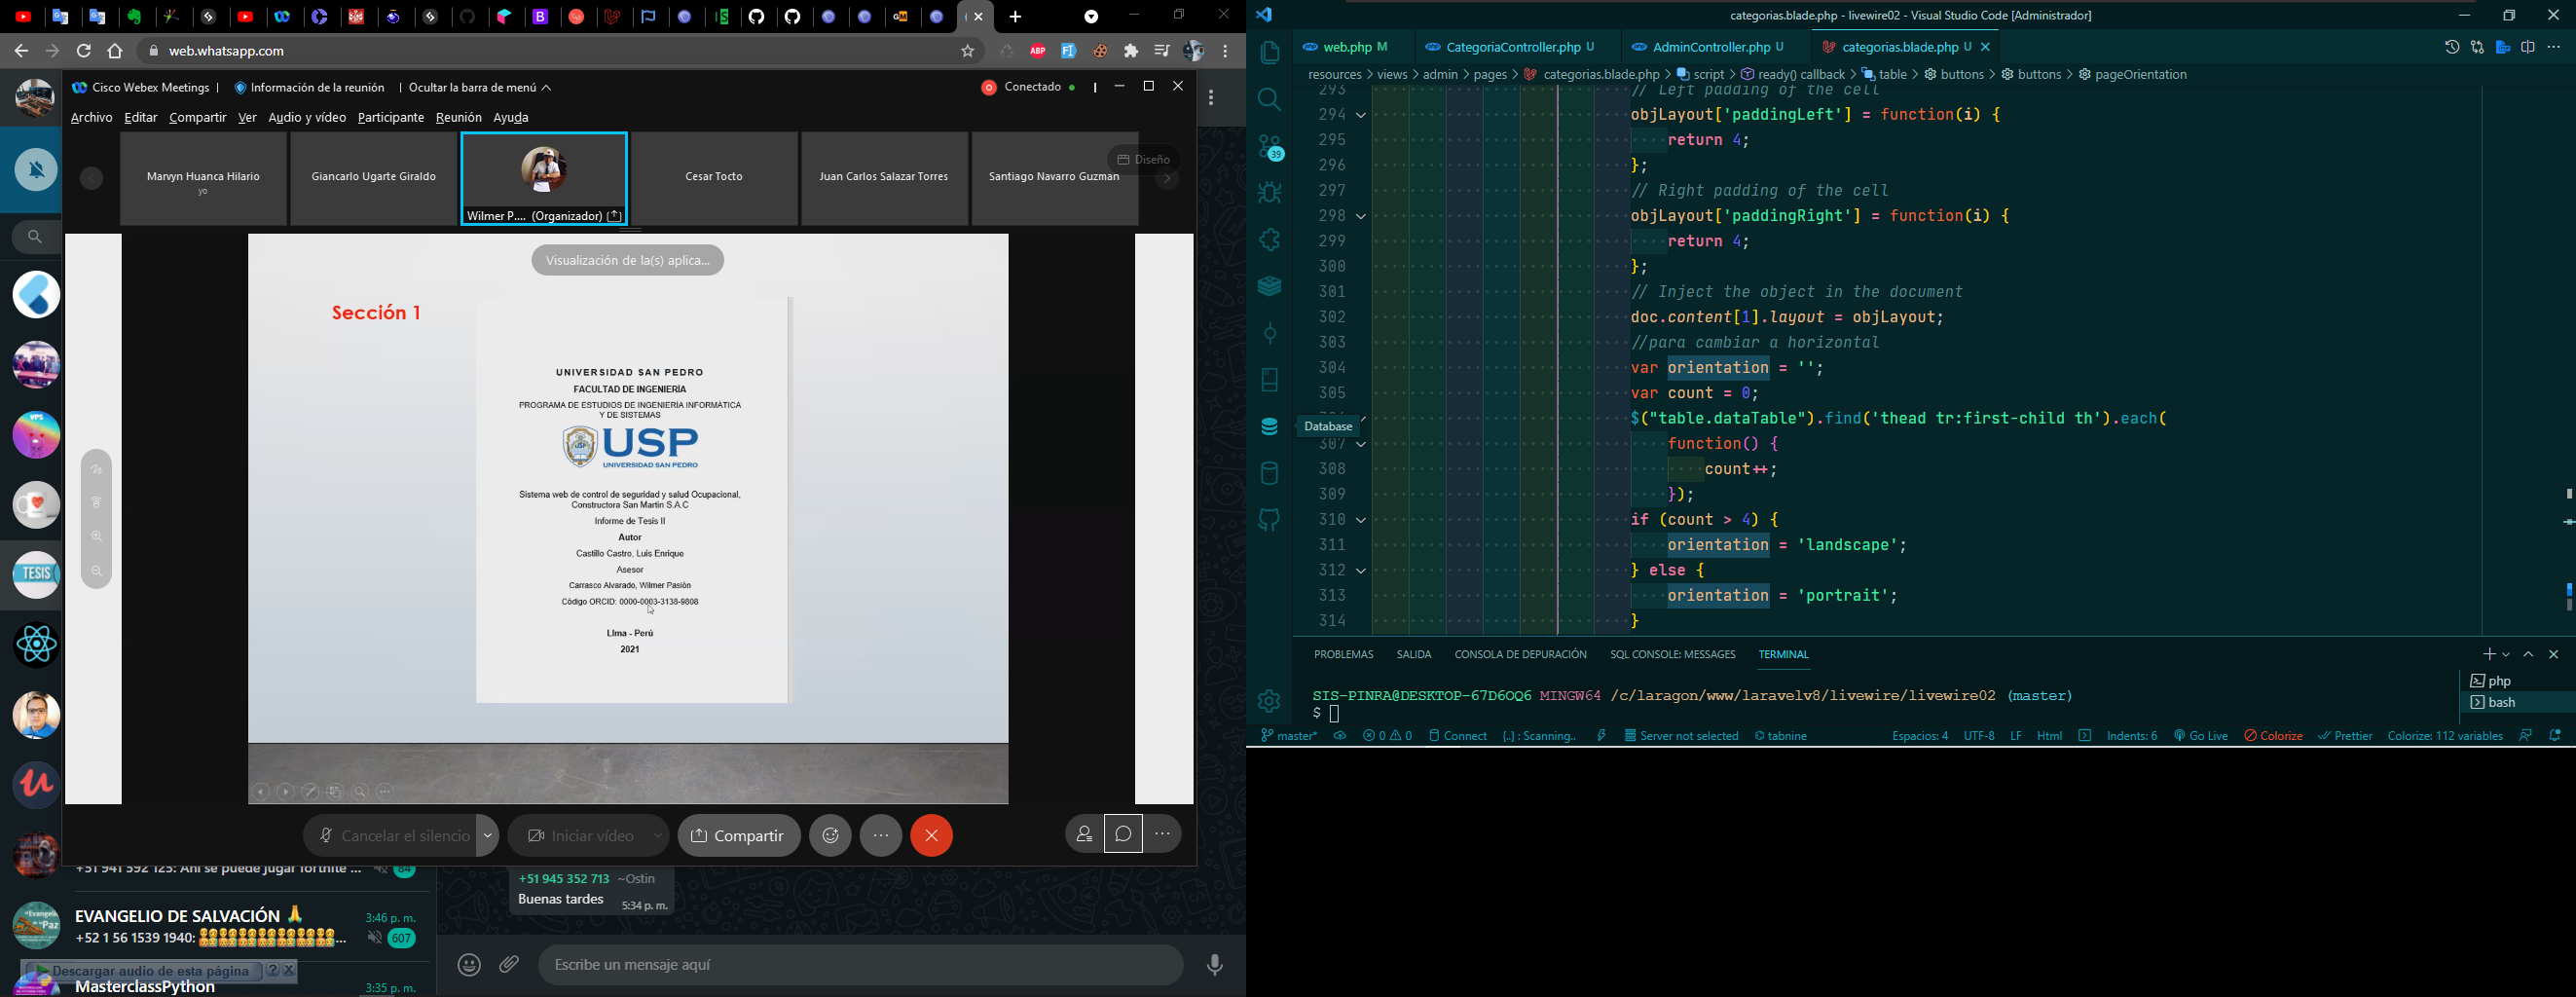 web.whatsapp.com
ABP
Cisco Webex Meetings
Información de la reunión
Ocultar la barra de menú
Conectado
Archivo Editar Compartir Ver Audio y vídeo Participante Reunión Ayuda
Marvyn Huanca Hilario
yo
Giancarlo Ugarte Giraldo
Wilmer P.... (Organizador)
Cesar Tocto
Juan Carlos Salazar Torres
Santiago Navarro Guzman
Diseño
Visualización de la(s) aplica...
Sección 1
UNIVERSIDAD SAN PEDRO
FACULTAD DE INGENIERÍA
PROGRAMA DE ESTUDIOS DE INGENIERÍA INFORMÁTICA
Y DE SISTEMAS
USP
UNIVERSIDAD SAN PEDRO
Sistema web de control de seguridad y salud Ocupacional,
Constructora San Martin S.A.C
Informe de Tesis II
Autor
Castillo Castro, Luis Enrique
Asesor
Carrasco Alvarado, Wilmer Pasión
Código ORCID: 0000-0003-3138-9808
LIma - Perú
2021
VPS
TESIS
Cancelar el silencio
Iniciar vídeo
Compartir
+51 941 592 125: Ahí se puede jugar fortnite ... 84
EVANGELIO DE SALVACIÓN 🙏 3:46 p. m.
+52 1 56 1539 1940: 607
Descargar audio de esta página ? X
MasterclassPython 3:35 p. m.
+51 945 352 713 ~Ostin
Buenas tardes 5:34 p. m.
Escribe un mensaje aquí
categorias.blade.php - livewire02 - Visual Studio Code [Administrador]
web.php M
CategoriaController.php U
AdminController.php U
categorias.blade.php U
resources > views > admin > pages > categorias.blade.php > script > ready() callback > table > buttons > buttons > pageOrientation
293 // Left padding of the cell
294 objLayout['paddingLeft'] = function(i) {
295 return 4;
296 };
297 // Right padding of the cell
298 objLayout['paddingRight'] = function(i) {
299 return 4;
300 };
301 // Inject the object in the document
302 doc.content[1].layout = objLayout;
303 //para cambiar a horizontal
304 var orientation = '';
305 var count = 0;
$("table.dataTable").find('thead tr:first-child th').each(
307 function() {
308 count++;
309 });
310 if (count > 4) {
311 orientation = 'landscape';
312 } else {
313 orientation = 'portrait';
314 }
39
Database
PROBLEMAS SALIDA CONSOLA DE DEPURACIÓN SQL CONSOLE: MESSAGES TERMINAL
SIS-PINRA@DESKTOP-67D6OQ6 MINGW64 /c/laragon/www/laravelv8/livewire/livewire02 (master)
$
php
bash
master* 0 0 Connect {..} : Scanning.. Server not selected tabnine Espacios: 4 UTF-8 LF Html Indents: 6 Go Live Colorize Prettier Colorize: 112 variables